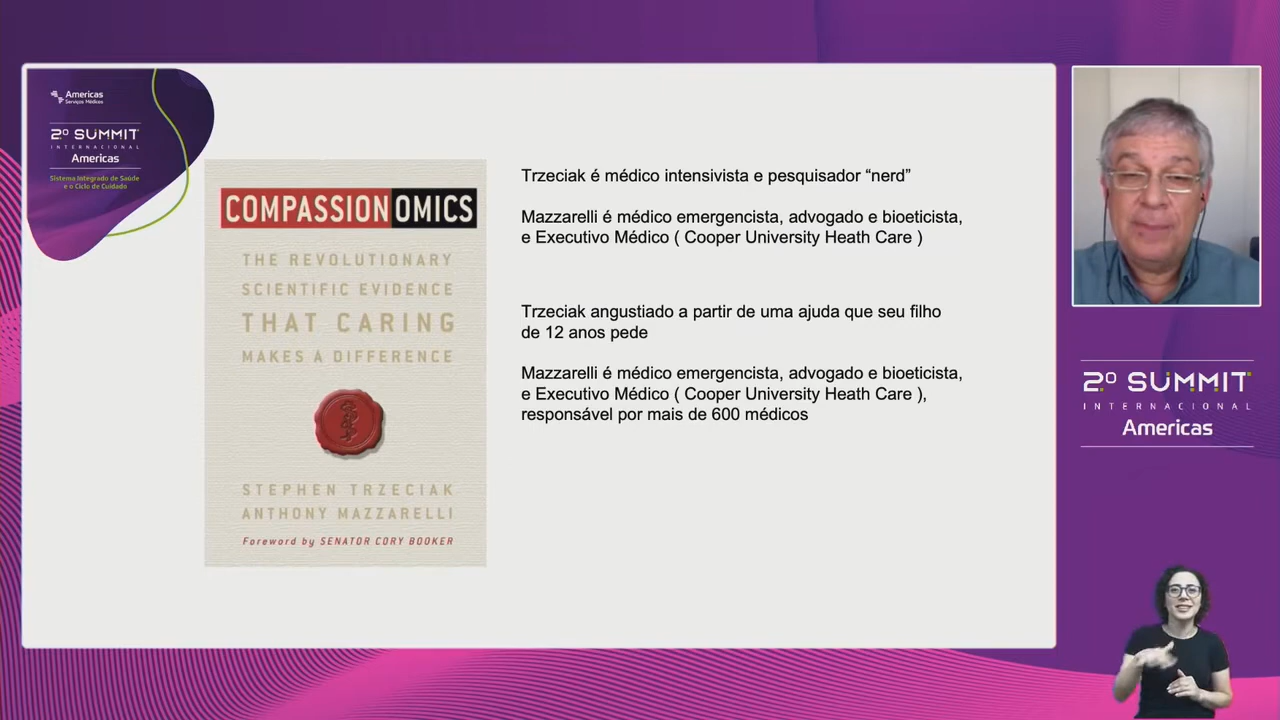 Americas
Serviços Médicos
2º SUMMIT
INTERNACIONAL
Americas
Sistema Integrado de Saúde
e o Ciclo de Cuidado
COMPASSIONOMICS
THE REVOLUTIONARY
SCIENTIFIC EVIDENCE
THAT CARING
MAKES A DIFFERENCE
STEPHEN TRZECIAK
ANTHONY MAZZARELLI
Foreword by SENATOR CORY BOOKER
Trzeciak é médico intensivista e pesquisador “nerd”
Mazzarelli é médico emergencista, advogado e bioeticista,
e Executivo Médico ( Cooper University Heath Care )
Trzeciak angustiado a partir de uma ajuda que seu filho
de 12 anos pede
Mazzarelli é médico emergencista, advogado e bioeticista,
e Executivo Médico ( Cooper University Heath Care ),
responsável por mais de 600 médicos
2º SUMMIT
INTERNACIONAL
Americas